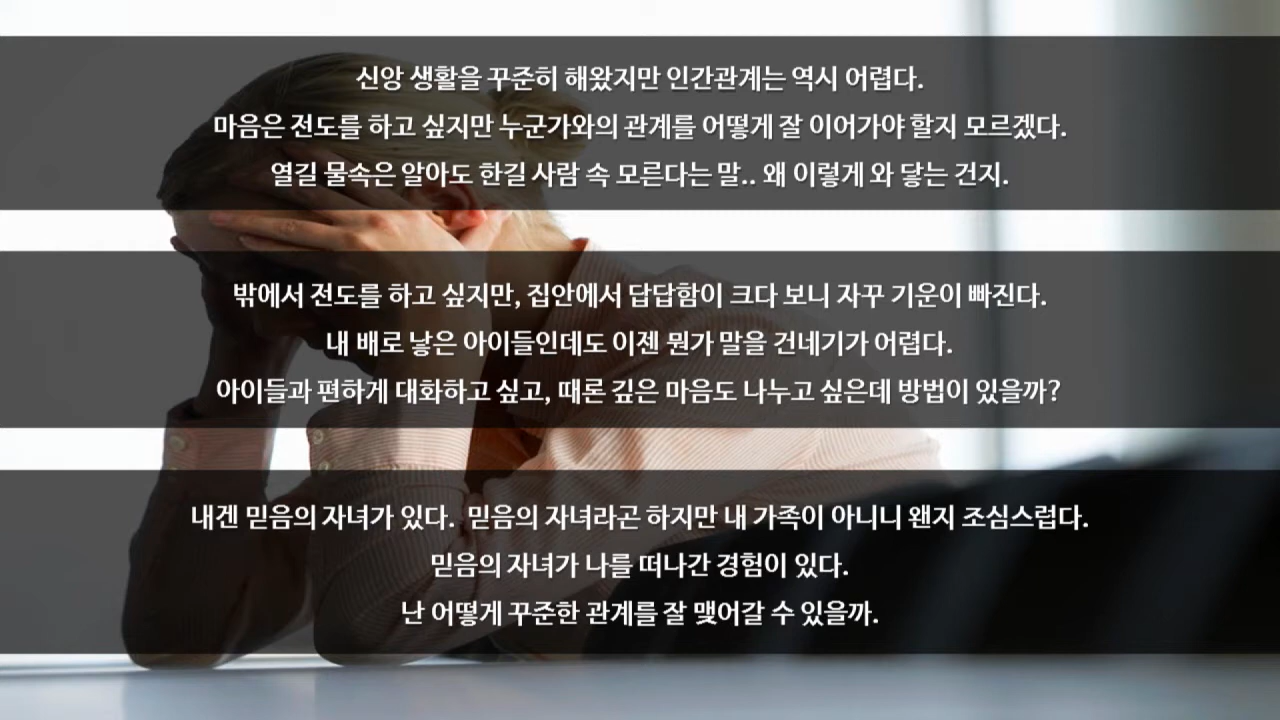 신앙 생활을 꾸준히 해왔지만 인간관계는 역시 어렵다.
마음은 전도를 하고 싶지만 누군가와의 관계를 어떻게 잘 이어가야 할지 모르겠다.
열길 물속은 알아도 한길 사람 속 모른다는 말.. 왜 이렇게 와 닿는 건지.
밖에서 전도를 하고 싶지만, 집안에서 답답함이 크다 보니 자꾸 기운이 빠진다.
내 배로 낳은 아이들인데도 이젠 뭔가 말을 건네기가 어렵다.
아이들과 편하게 대화하고 싶고, 때론 깊은 마음도 나누고 싶은데 방법이 있을까?
내겐 믿음의 자녀가 있다. 믿음의 자녀라곤 하지만 내 가족이 아니니 왠지 조심스럽다.
믿음의 자녀가 나를 떠나간 경험이 있다.
난 어떻게 꾸준한 관계를 잘 맺어갈 수 있을까.